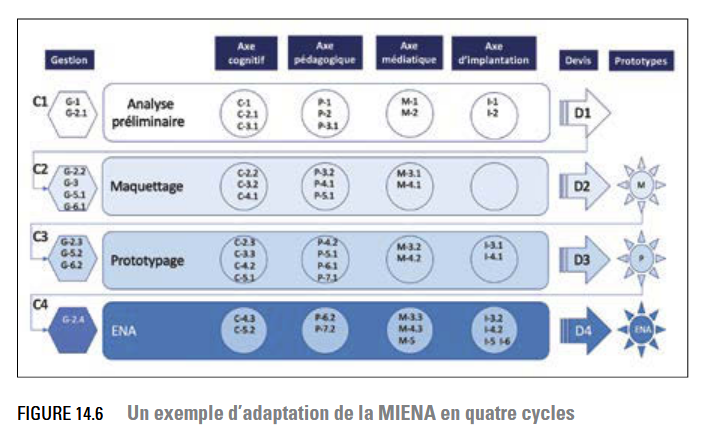 Gestion
Axe
cognitif
Axe
pédagogique
Axe
médiatique
Axe
d'implantation
Devis
Prototypes
C1
G-1
G-2.1
Analyse
préliminaire
C-1
C-2.1
C-3.1
P-1
P-2
P-3.1
M-1
M-2
I-1
I-2
D1
C2
G-2.2
G-3
G-5.1
G-6.1
Maquettage
C-2.2
C-3.2
C-4.1
P-3.2
P-4.1
P-5.1
M-3.1
M-4.1
D2
M
C3
G-2.3
G-5.2
G-6.2
Prototypage
C-2.3
C-3.3
C-4.2
C-5.1
P-4.2
P-5.1
P-6.1
P-7.1
M-3.2
M-4.2
I-3.1
I-4.1
D3
P
C4
G-2.4
ENA
C-4.3
C-5.2
P-6.2
P-7.2
M-3.3
M-4.3
M-5
I-3.2
I-4.2
I-5 I-6
D4
ENA
FIGURE 14.6 Un exemple d'adaptation de la MIENA en quatre cycles